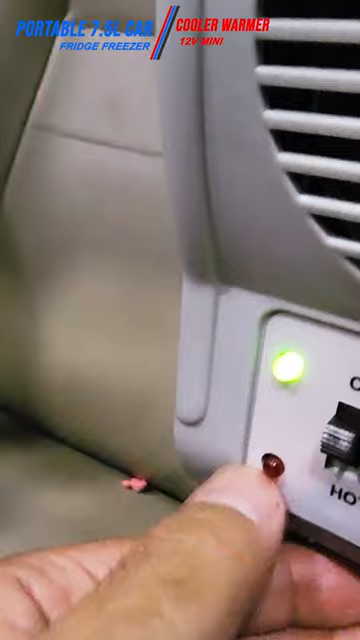 PORTABLE 7.5L CAR
FRIDGE FREEZER
COOLER WARMER
12V MINI
HO